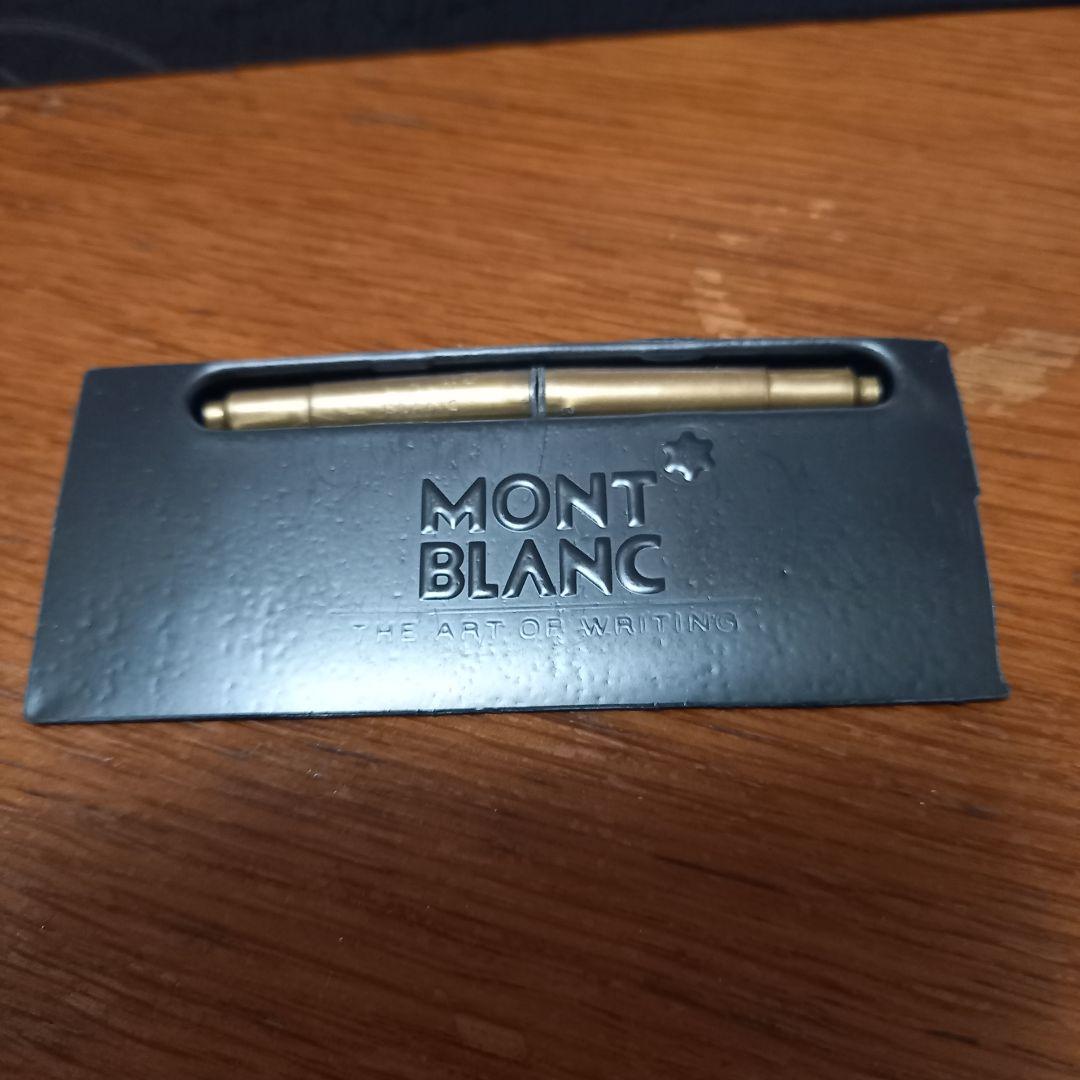 MONT
BLANC
THE ART OF WRITING